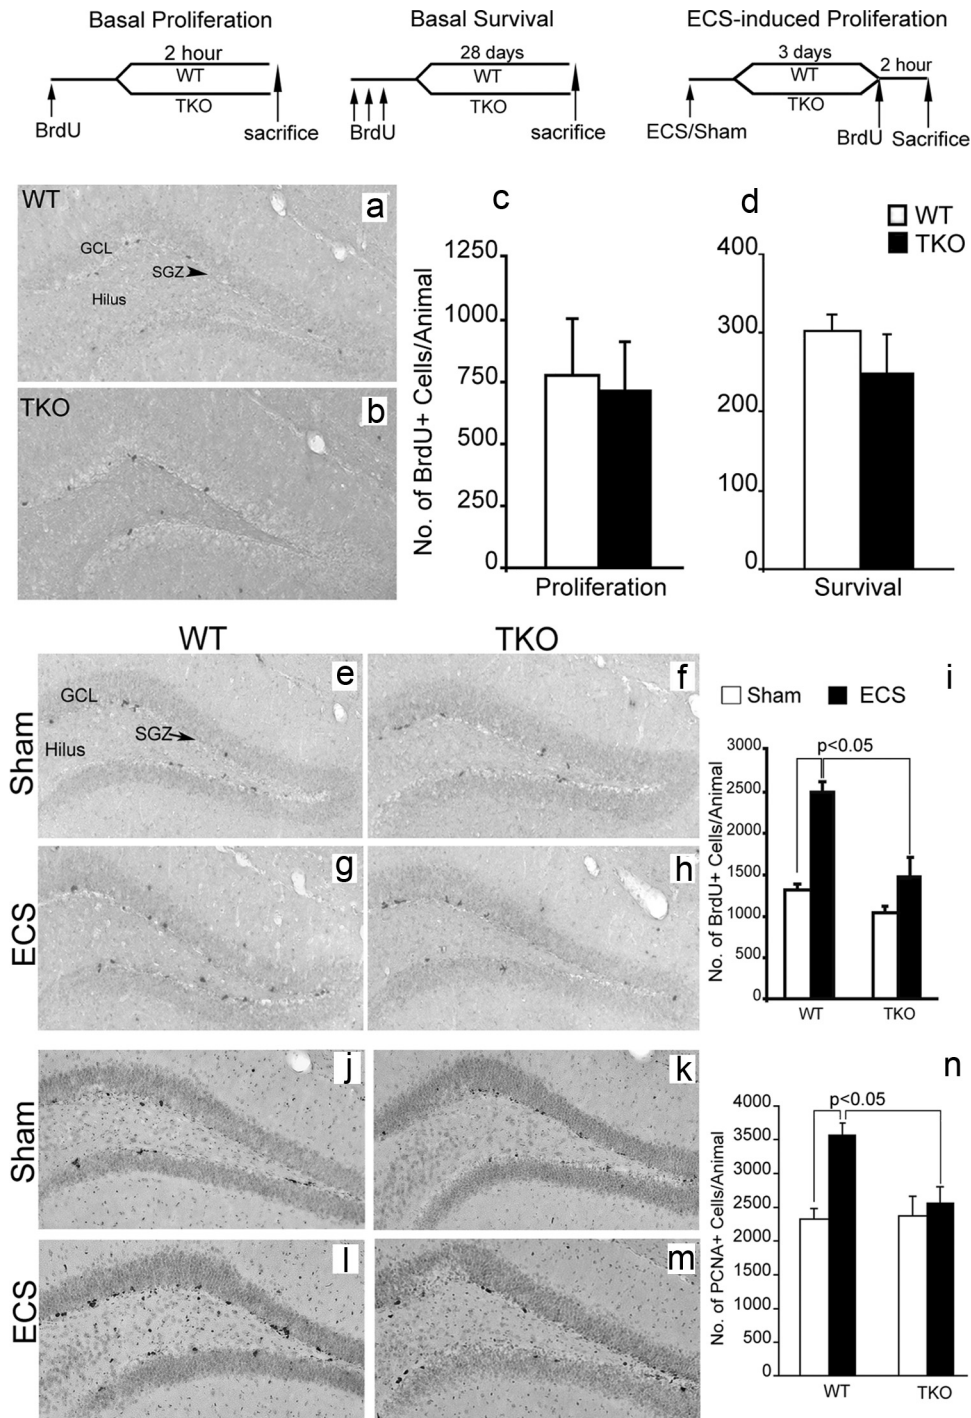 Basal Proliferation
Basal Survival
ECS-induced Proliferation
2 hour
WT
TKO
BrdU
sacrifice
28 days
WT
TKO
BrdU
sacrifice
3 days
2 hour
WT
TKO
ECS/Sham
BrdU
Sacrifice
WT
a
GCL
SGZ
Hilus
TKO
b
c
No. of BrdU+ Cells/Animal
1250
1000
750
500
250
0
Proliferation
d
WT
TKO
400
300
200
100
0
Survival
WT
TKO
Sham
ECS
e
GCL
SGZ
Hilus
f
g
h
i
Sham
ECS
p<0.05
No. of BrdU+ Cells/Animal
3000
2500
2000
1500
1000
500
0
WT
TKO
Sham
ECS
j
k
l
m
n
p<0.05
No. of PCNA+ Cells/Animal
4000
3500
3000
2500
2000
1500
1000
500
0
WT
TKO